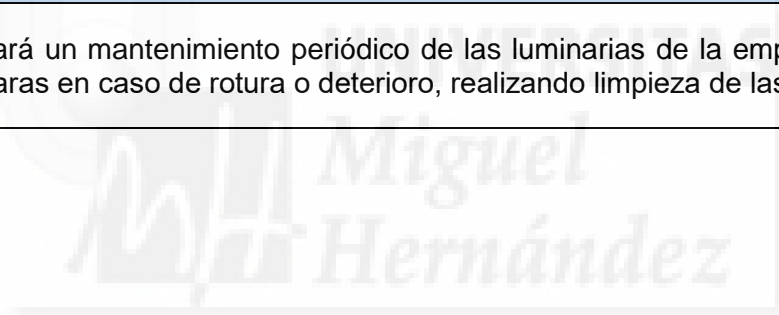 ará un mantenimiento periódico de las luminarias de la emp
aras en caso de rotura o deterioro, realizando limpieza de las
UNIVERSITAS
Miguel
Hernández